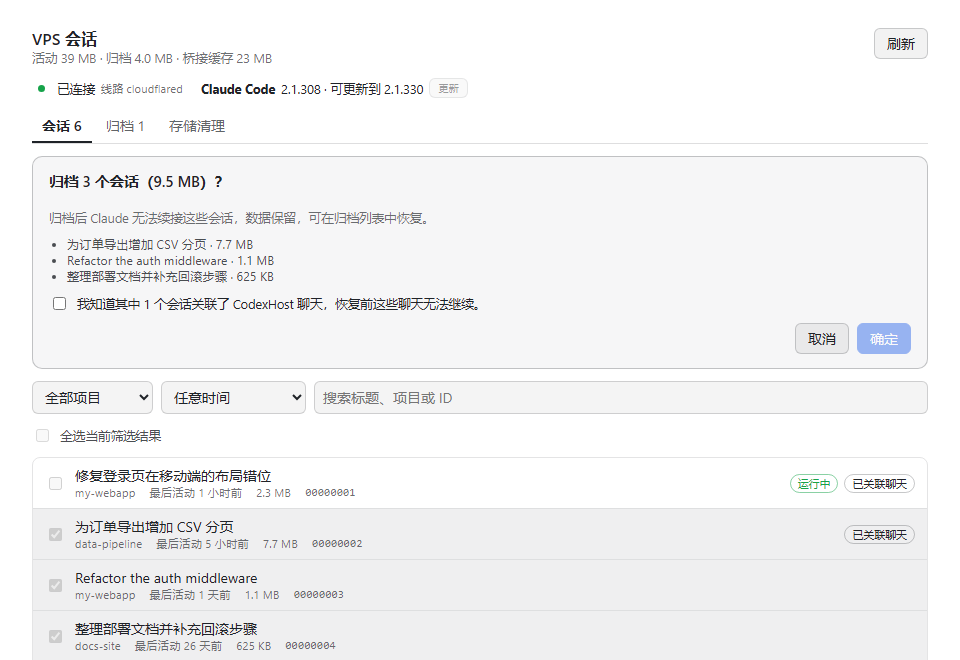 VPS 会话
刷新
活动 39 MB · 归档 4.0 MB · 桥接缓存 23 MB
已连接 线路 cloudflared Claude Code 2.1.308 · 可更新到 2.1.330 更新
会话 6 归档 1 存储清理
归档 3 个会话（9.5 MB）?
归档后 Claude 无法续接这些会话，数据保留，可在归档列表中恢复。
• 为订单导出增加 CSV 分页 · 7.7 MB
• Refactor the auth middleware · 1.1 MB
• 整理部署文档并补充回滚步骤 · 625 KB
我知道其中 1 个会话关联了 CodexHost 聊天，恢复前这些聊天无法继续。
取消 确定
全部项目 任意时间 搜索标题、项目或 ID
全选当前筛选结果
修复登录页在移动端的布局错位
my-webapp 最后活动 1 小时前 2.3 MB 00000001
运行中 已关联聊天
为订单导出增加 CSV 分页
data-pipeline 最后活动 5 小时前 7.7 MB 00000002
已关联聊天
Refactor the auth middleware
my-webapp 最后活动 1 天前 1.1 MB 00000003
整理部署文档并补充回滚步骤
docs-site 最后活动 26 天前 625 KB 00000004